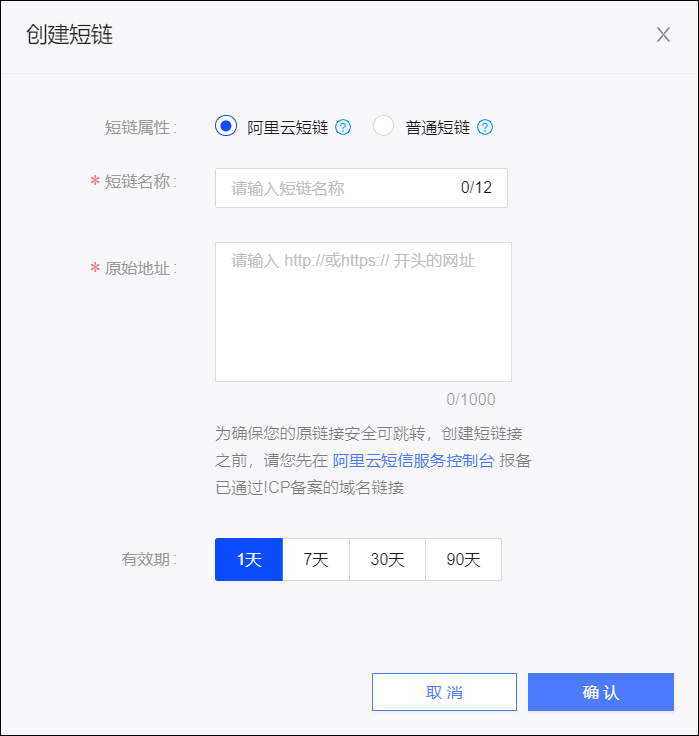 创建短链
短链属性: 阿里云短链 ? 普通短链 ?
* 短链名称: 请输入短链名称 0/12
* 原始地址: 请输入 http://或https:// 开头的网址
0/1000
为确保您的原链接安全可跳转，创建短链接
之前，请您先在 阿里云短信服务控制台 报备
已通过ICP备案的域名链接
有效期: 1天 7天 30天 90天
取消 确认